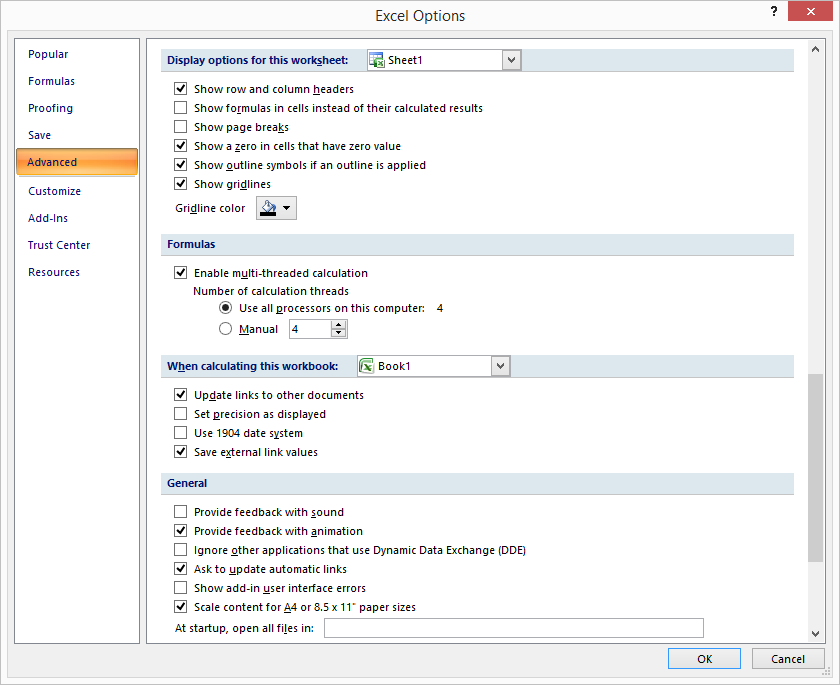 Excel Options
?
Popular
Formulas
Proofing
Save
Advanced
Customize
Add-Ins
Trust Center
Resources
Display options for this worksheet: Sheet1
Show row and column headers
Show formulas in cells instead of their calculated results
Show page breaks
Show a zero in cells that have zero value
Show outline symbols if an outline is applied
Show gridlines
Gridline color
Formulas
Enable multi-threaded calculation
Number of calculation threads
Use all processors on this computer: 4
Manual 4
When calculating this workbook: Book1
Update links to other documents
Set precision as displayed
Use 1904 date system
Save external link values
General
Provide feedback with sound
Provide feedback with animation
Ignore other applications that use Dynamic Data Exchange (DDE)
Ask to update automatic links
Show add-in user interface errors
Scale content for A4 or 8.5 x 11" paper sizes
At startup, open all files in:
OK Cancel